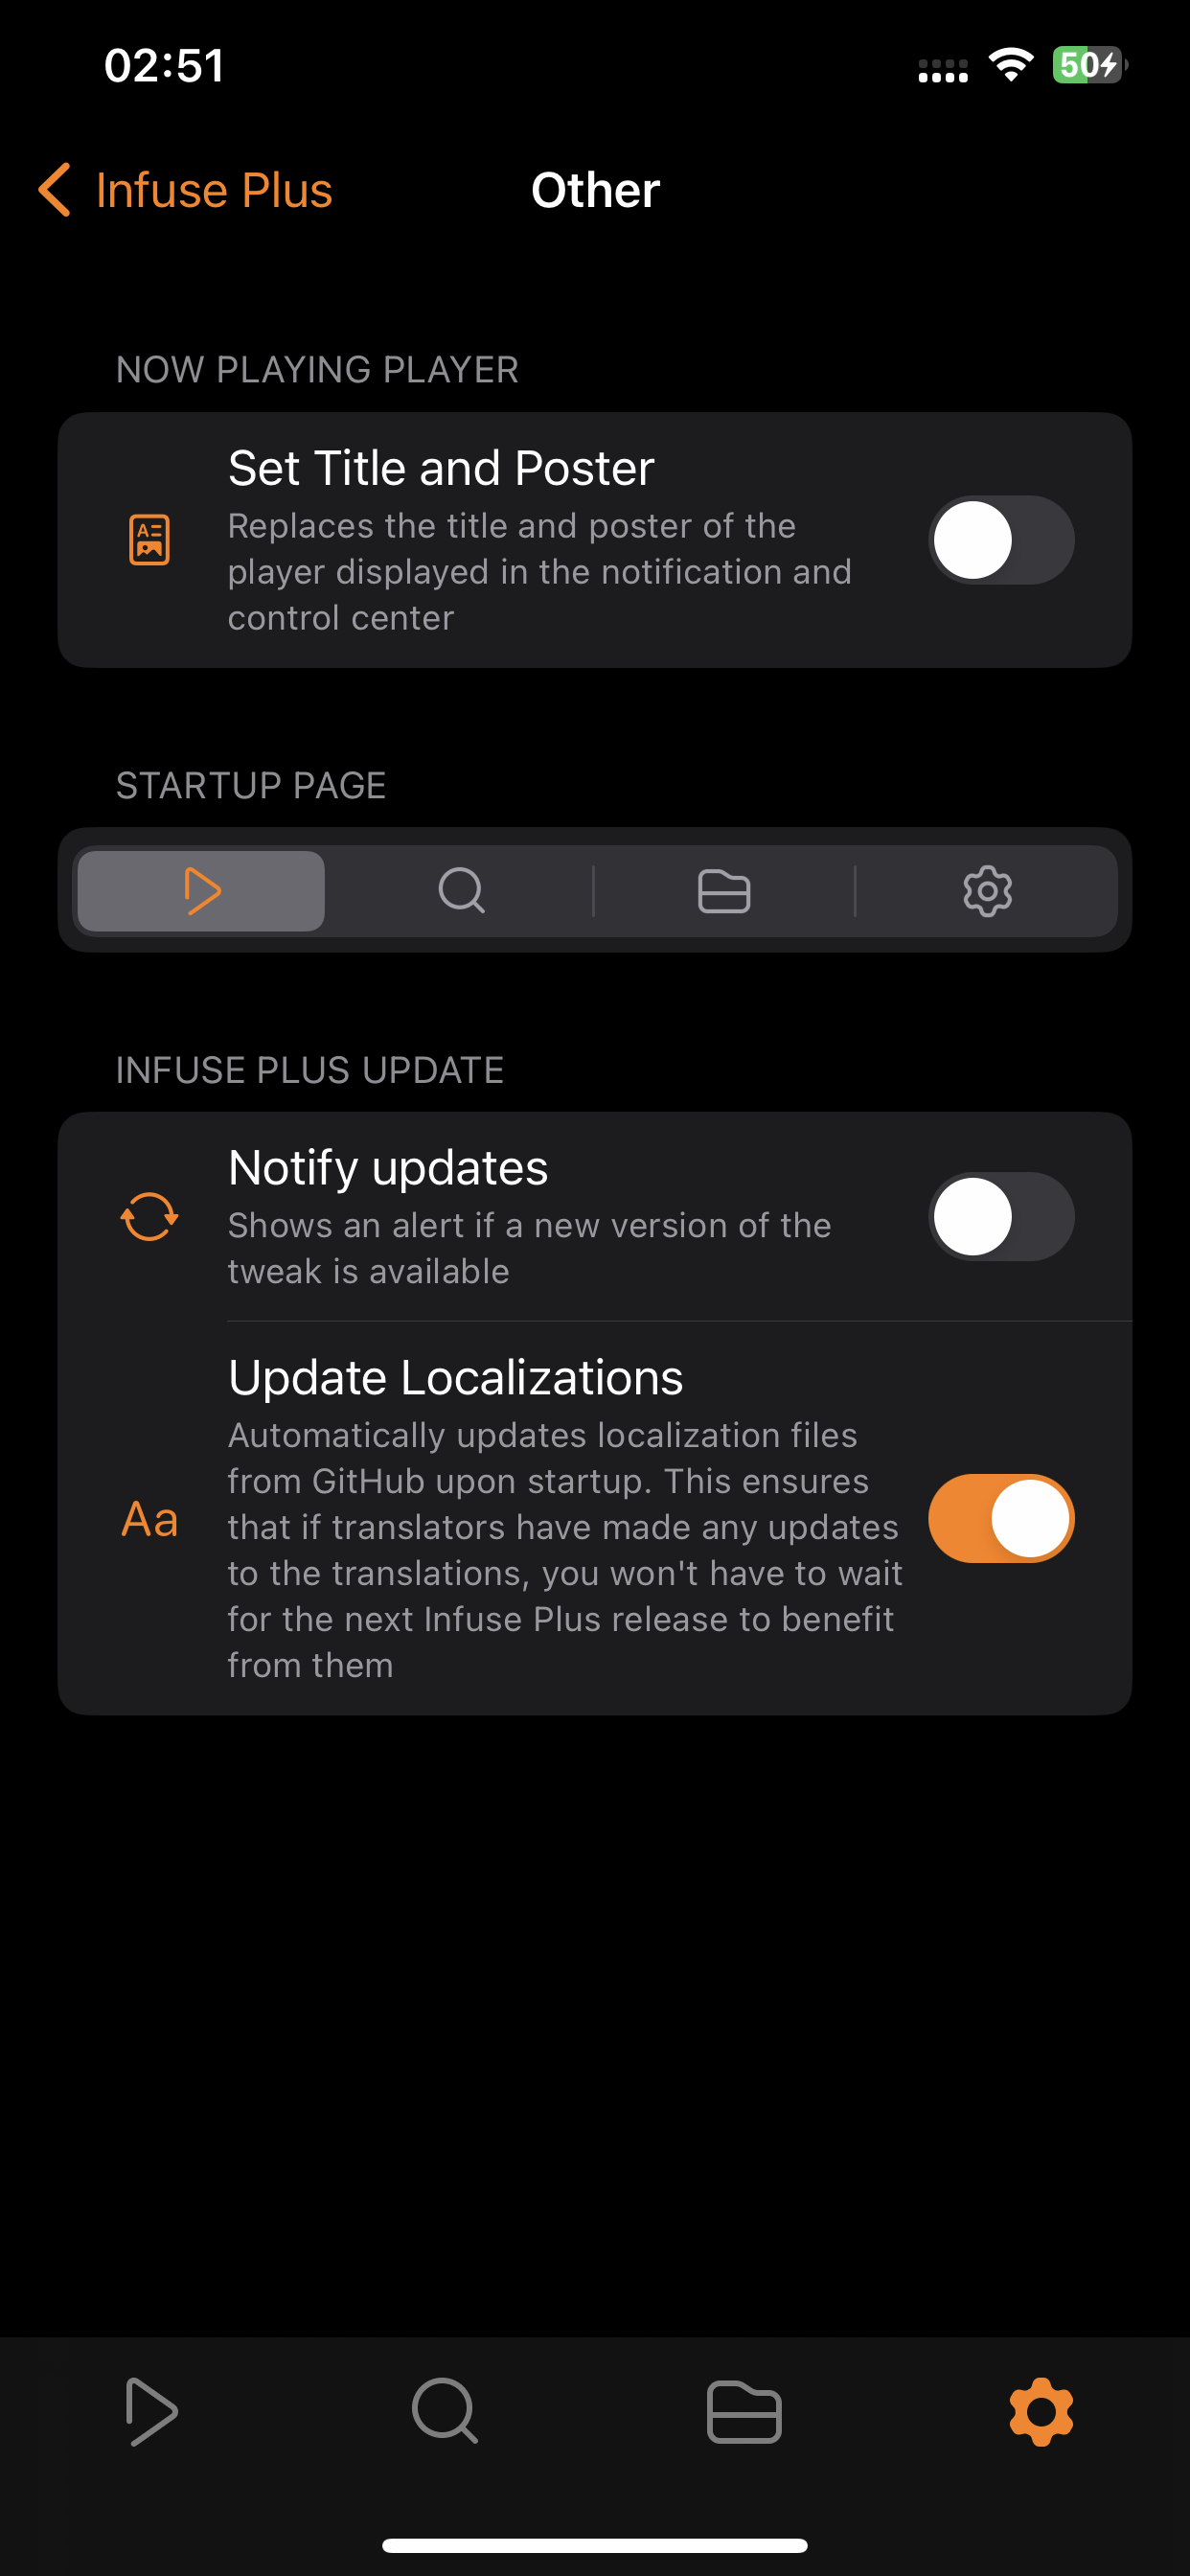 02:51
50
Infuse Plus
Other
NOW PLAYING PLAYER
Set Title and Poster
Replaces the title and poster of the
player displayed in the notification and
control center
STARTUP PAGE
INFUSE PLUS UPDATE
Notify updates
Shows an alert if a new version of the
tweak is available
Update Localizations
Aa
Automatically updates localization files
from GitHub upon startup. This ensures
that if translators have made any updates
to the translations, you won't have to wait
for the next Infuse Plus release to benefit
from them